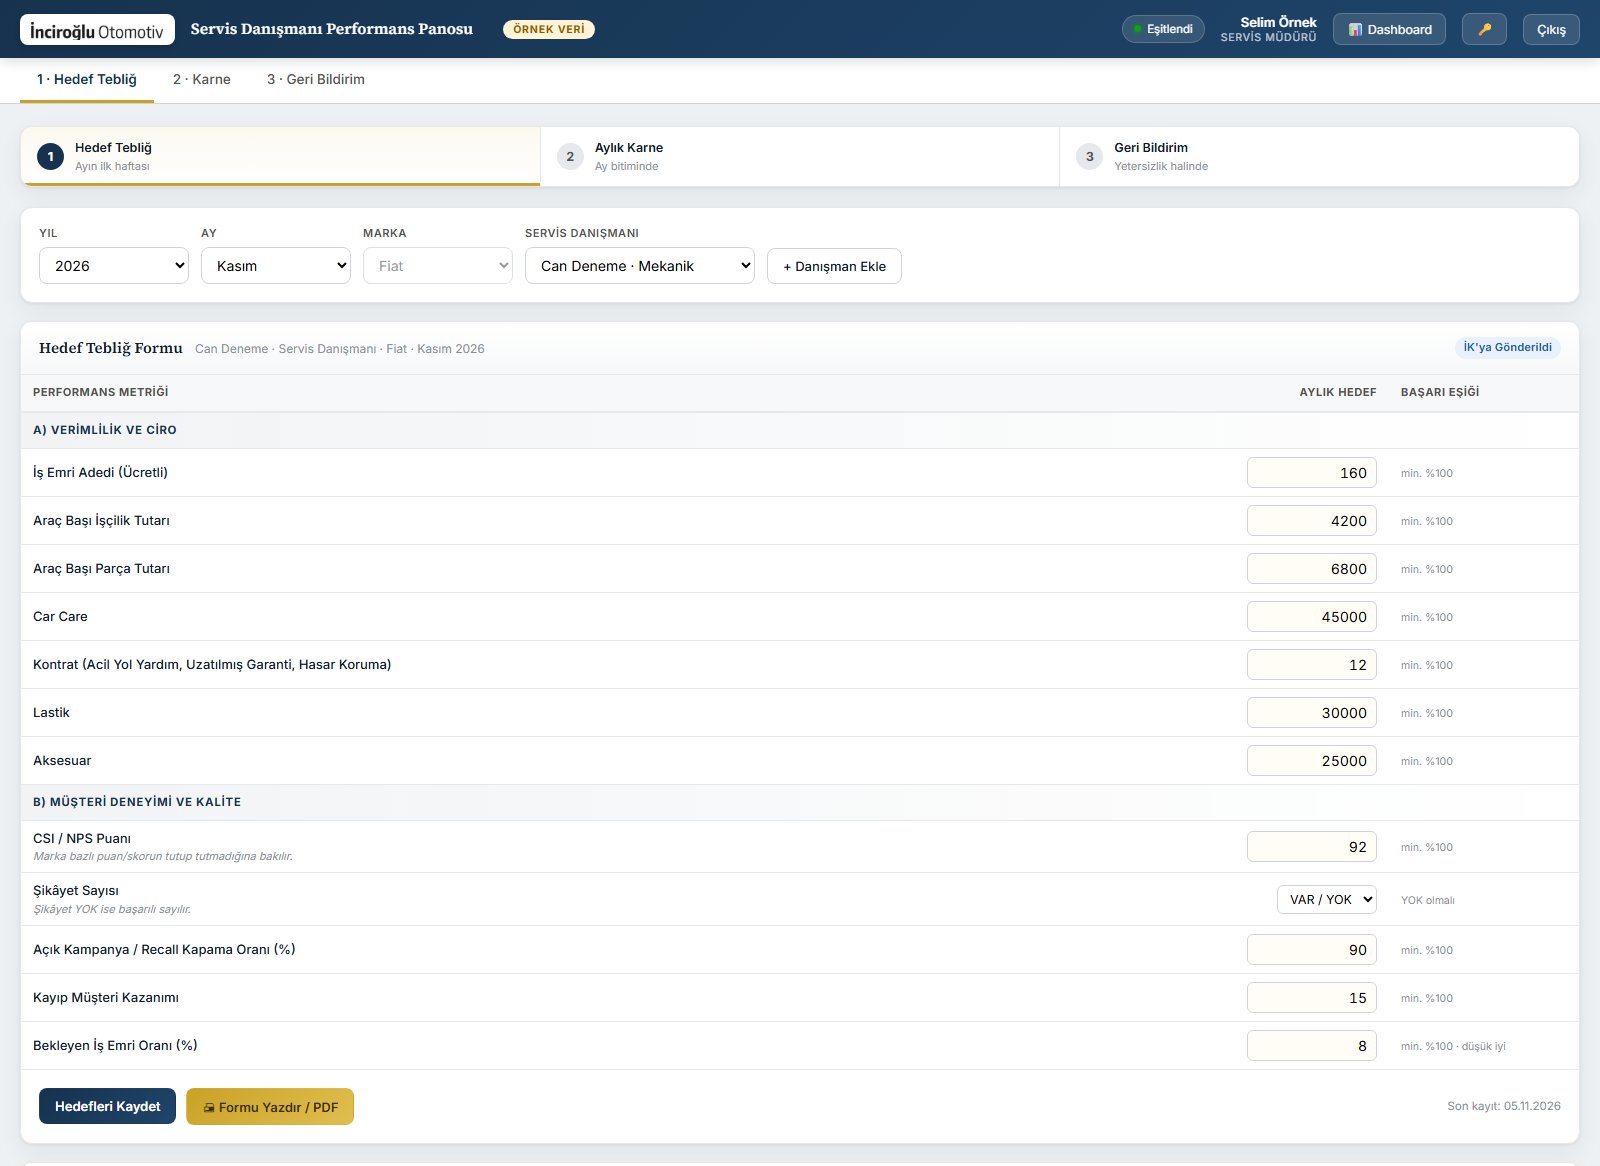 İnciroğlu Otomotiv
Servis Danışmanı Performans Panosu
ÖRNEK VERİ
Eşitlendi
Selim Örnek
SERVİS MÜDÜRÜ
Dashboard
Çıkış
1 · Hedef Tebliğ
2 · Karne
3 · Geri Bildirim
1
Hedef Tebliğ
Ayın ilk haftası
2
Aylık Karne
Ay bitiminde
3
Geri Bildirim
Yetersizlik halinde
YIL
AY
MARKA
SERVİS DANIŞMANI
2026
Kasım
Fiat
Can Deneme · Mekanik
+ Danışman Ekle
Hedef Tebliğ Formu
Can Deneme · Servis Danışmanı · Fiat · Kasım 2026
İK'ya Gönderildi
PERFORMANS METRİĞİ
AYLIK HEDEF
BAŞARI EŞİĞİ
A) VERİMLİLİK VE CİRO
İş Emri Adedi (Ücretli)
160
min. %100
Araç Başı İşçilik Tutarı
4200
min. %100
Araç Başı Parça Tutarı
6800
min. %100
Car Care
45000
min. %100
Kontrat (Acil Yol Yardım, Uzatılmış Garanti, Hasar Koruma)
12
min. %100
Lastik
30000
min. %100
Aksesuar
25000
min. %100
B) MÜŞTERİ DENEYİMİ VE KALİTE
CSI / NPS Puanı
Marka bazlı puan/skorun tutup tutmadığına bakılır.
92
min. %100
Şikâyet Sayısı
Şikâyet YOK ise başarılı sayılır.
VAR / YOK
YOK olmalı
Açık Kampanya / Recall Kapama Oranı (%)
90
min. %100
Kayıp Müşteri Kazanımı
15
min. %100
Bekleyen İş Emri Oranı (%)
8
min. %100 · düşük iyi
Hedefleri Kaydet
Formu Yazdır / PDF
Son kayıt: 05.11.2026